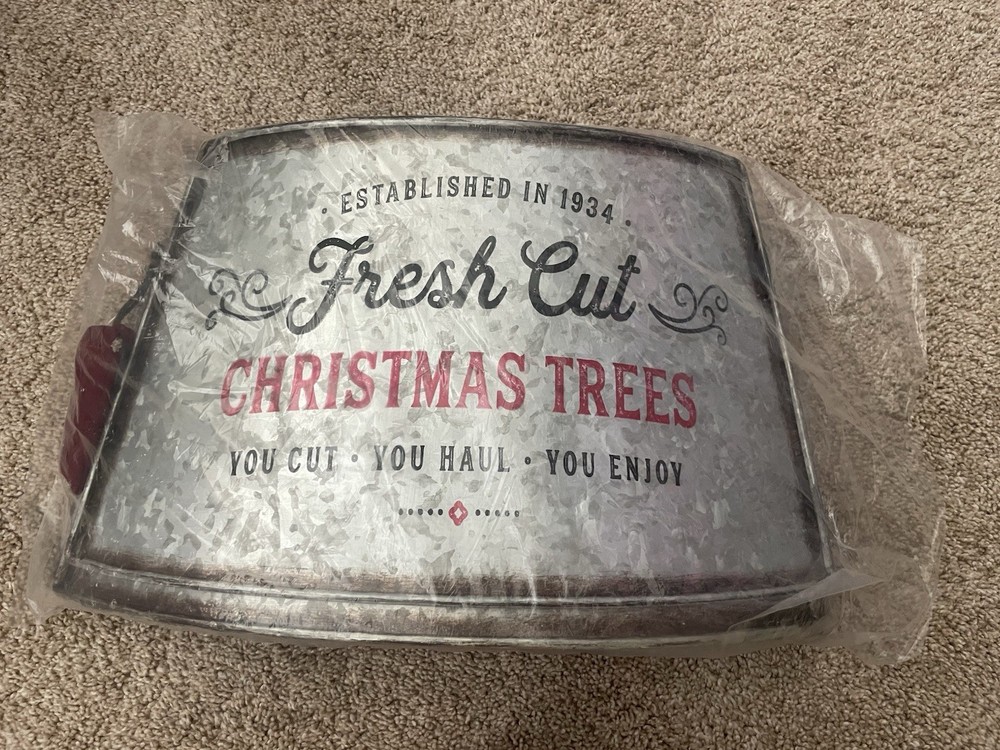 · ESTABLISHED IN 1934 ·
Fresh Cut
CHRISTMAS TREES
YOU CUT · YOU HAUL · YOU ENJOY